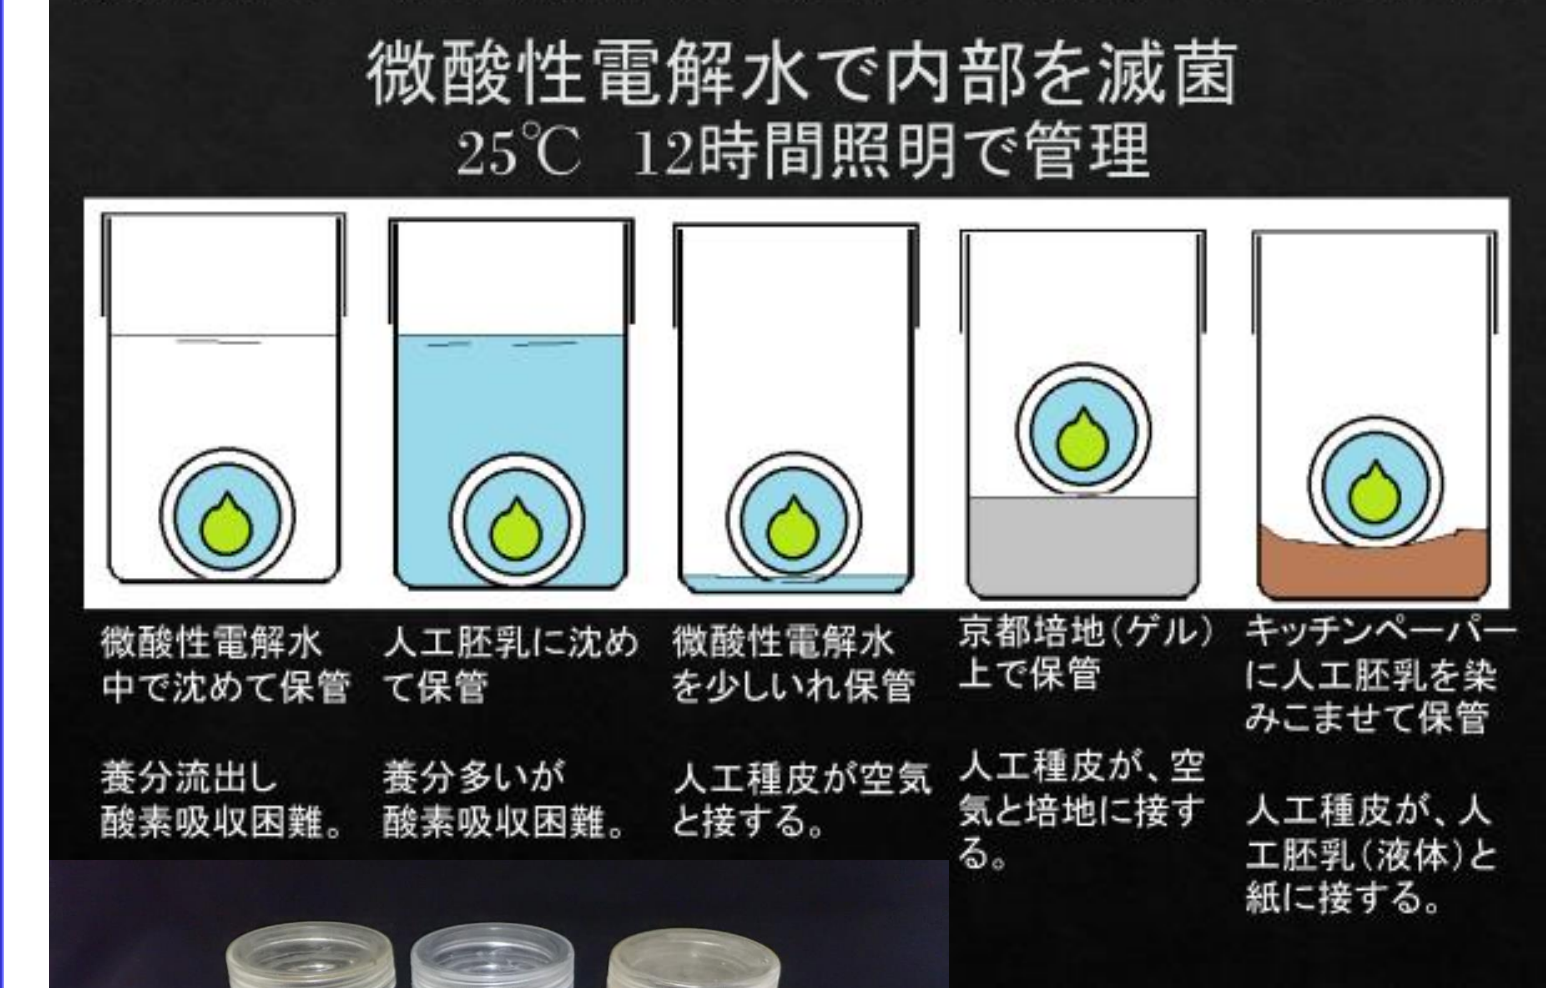 微酸性電解水で内部を滅菌
25℃ 12時間照明で管理
微酸性電解水
中で沈めて保管
養分流出し
酸素吸収困難。
人工胚乳に沈め
て保管
養分多いが
酸素吸収困難。
微酸性電解水
を少しいれ保管
人工種皮が空気
と接する。
京都培地(ゲル)
上で保管
人工種皮が、空
気と培地に接す
る。
キッチンペーパー
に人工胚乳を染
みこませて保管
人工種皮が、人
工胚乳(液体)と
紙に接する。